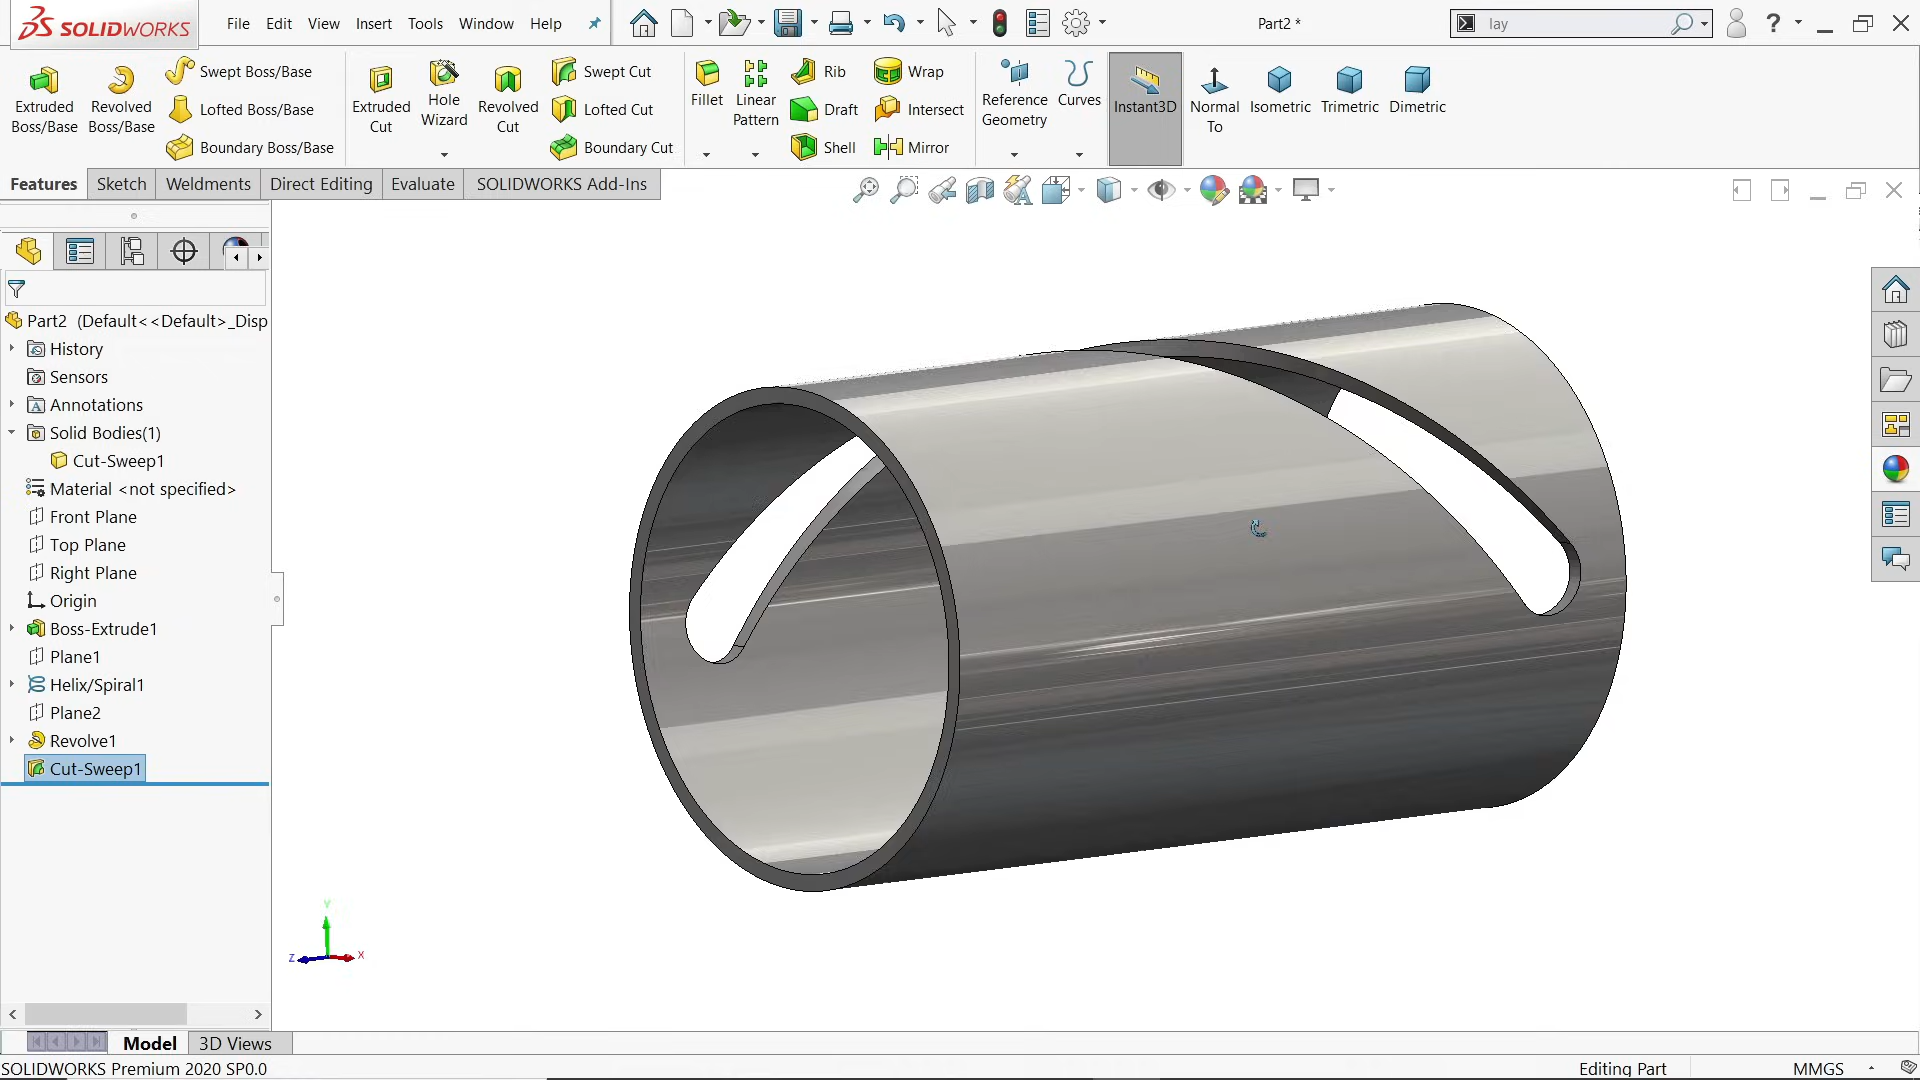 SOLIDWORKS File Edit View Insert Tools Window Help Part2 * lay ?
Extruded Boss/Base
Revolved Boss/Base
Swept Boss/Base
Lofted Boss/Base
Boundary Boss/Base
Extruded Cut
Hole Wizard
Revolved Cut
Swept Cut
Lofted Cut
Boundary Cut
Fillet
Linear Pattern
Rib
Draft
Shell
Wrap
Intersect
Mirror
Reference Geometry
Curves
Instant3D
Normal To
Isometric
Trimetric
Dimetric
Features Sketch Weldments Direct Editing Evaluate SOLIDWORKS Add-Ins
Part2 (Default<<Default>_Disp
History
Sensors
Annotations
Solid Bodies(1)
Cut-Sweep1
Material <not specified>
Front Plane
Top Plane
Right Plane
Origin
Boss-Extrude1
Plane1
Helix/Spiral1
Plane2
Revolve1
Cut-Sweep1
Y
Z
X
Model 3D Views
SOLIDWORKS Premium 2020 SP0.0 Editing Part MMGS